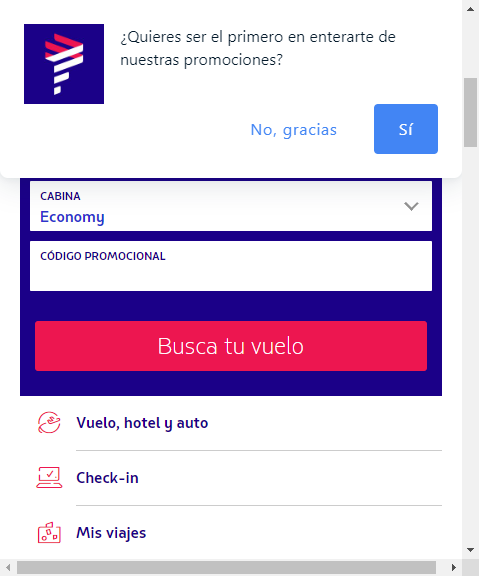 ¿Quieres ser el primero en enterarte de
nuestras promociones?
No, gracias
Sí
CABINA
Economy
CÓDIGO PROMOCIONAL
Busca tu vuelo
Vuelo, hotel y auto
Check-in
Mis viajes